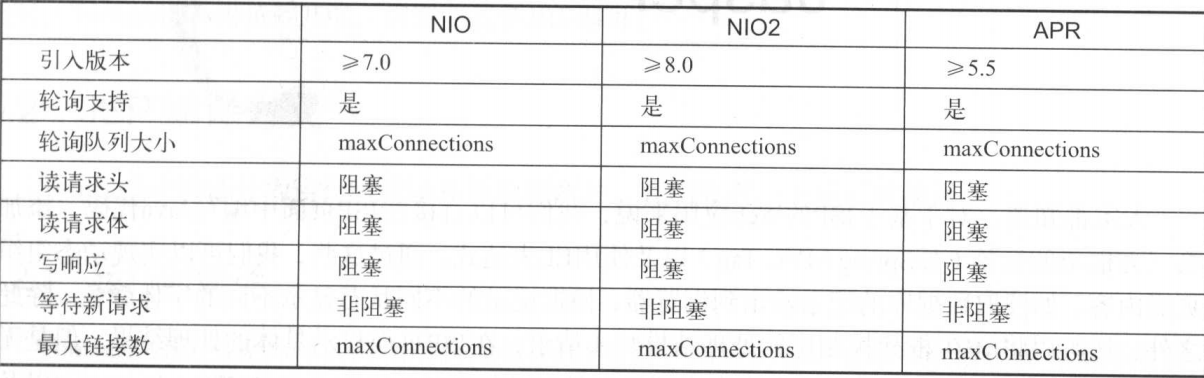 NIO NIO2 APR
引入版本 ≥7.0 ≥8.0 ≥5.5
轮询支持 是 是 是
轮询队列大小 maxConnections maxConnections maxConnections
读请求头 阻塞 阻塞 阻塞
读请求体 阻塞 阻塞 阻塞
写响应 阻塞 阻塞 阻塞
等待新请求 非阻塞 非阻塞 非阻塞
最大链接数 maxConnections maxConnections maxConnections